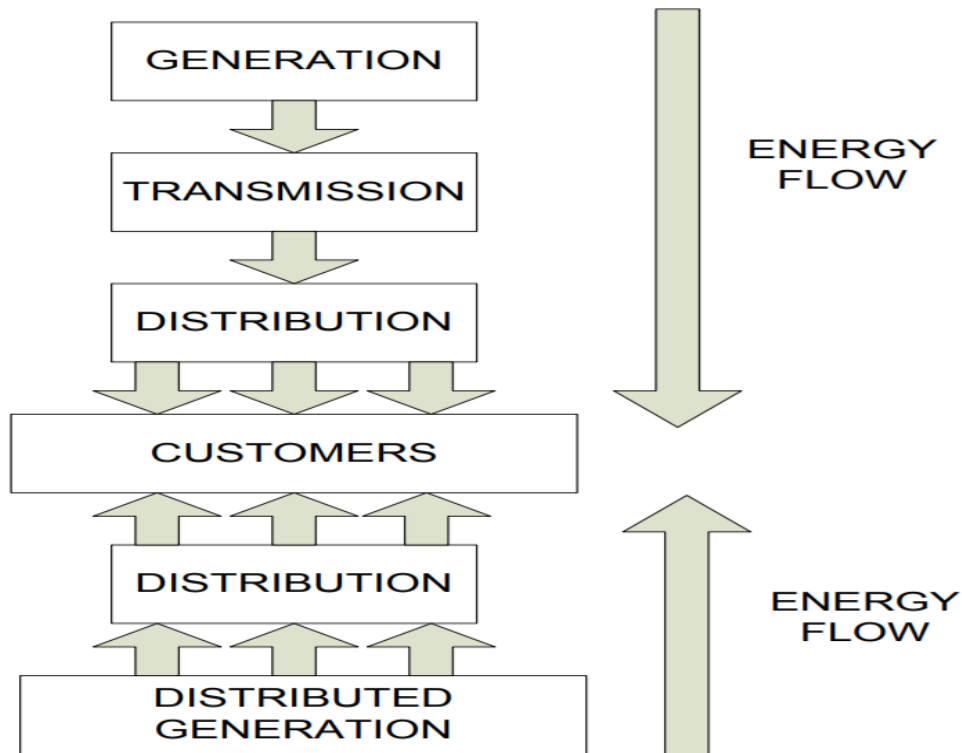 GENERATION
TRANSMISSION
ENERGY
FLOW
DISTRIBUTION
CUSTOMERS
DISTRIBUTION
ENERGY
FLOW
DISTRIBUTED
GENERATION